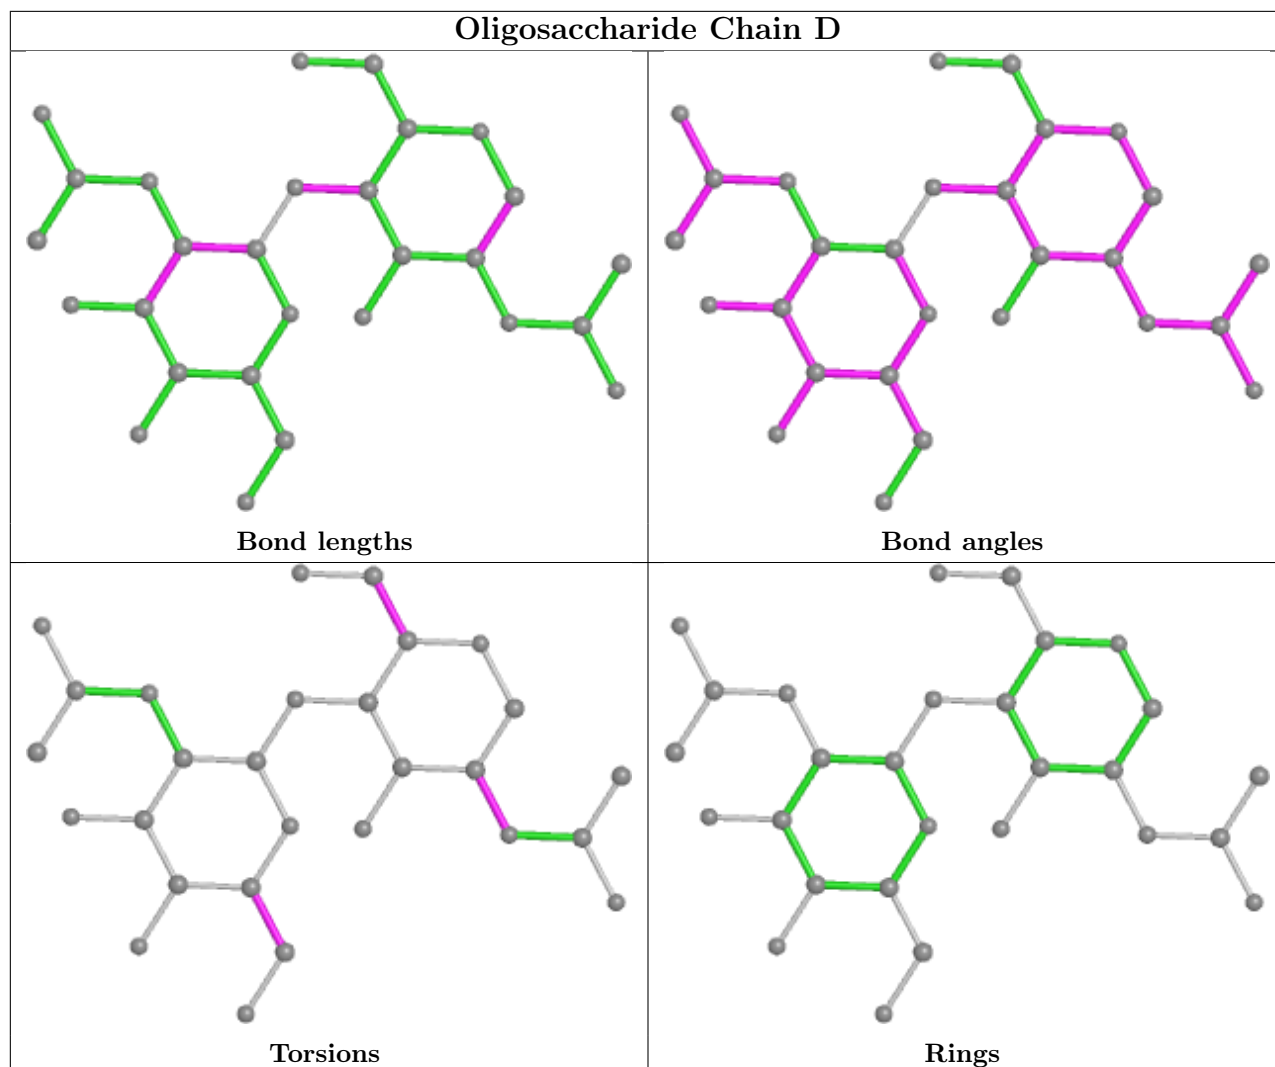 Oligosaccharide Chain D
Bond lengths
Bond angles
Torsions
Rings